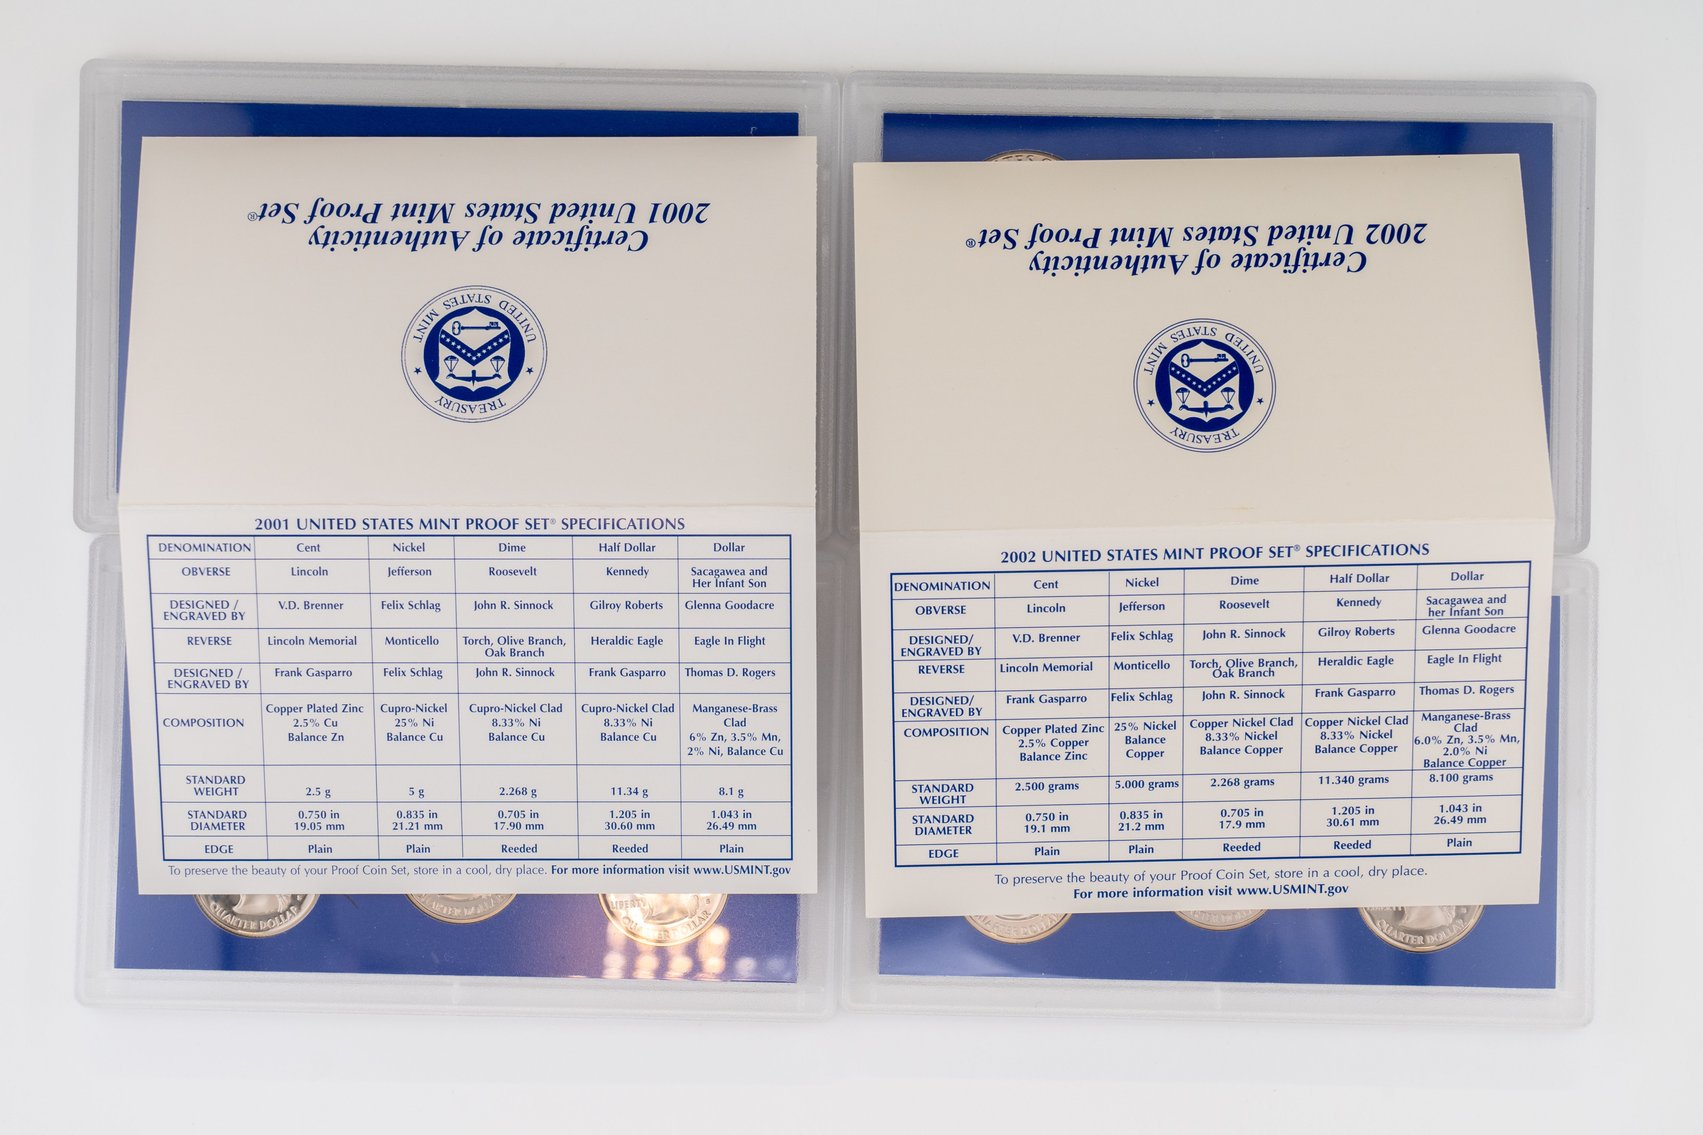 Certificate of Authenticity
2001 United States Mint Proof Set®
TREASURY
UNITED STATES MINT
2001 UNITED STATES MINT PROOF SET® SPECIFICATIONS
DENOMINATION Cent Nickel Dime Half Dollar Dollar
OBVERSE Lincoln Jefferson Roosevelt Kennedy Sacagawea and
Her Infant Son
DESIGNED / V.D. Brenner Felix Schlag John R. Sinnock Gilroy Roberts Glenna Goodacre
ENGRAVED BY
REVERSE Lincoln Memorial Monticello Torch, Olive Branch, Heraldic Eagle Eagle In Flight
Oak Branch
DESIGNED / Frank Gasparro Felix Schlag John R. Sinnock Frank Gasparro Thomas D. Rogers
ENGRAVED BY
Copper Plated Zinc Cupro-Nickel Cupro-Nickel Clad Cupro-Nickel Clad Manganese-Brass
COMPOSITION 2.5% Cu 25% Ni 8.33% Ni 8.33% Ni Clad
Balance Zn Balance Cu Balance Cu Balance Cu 6% Zn, 3.5% Mn,
2% Ni, Balance Cu
STANDARD
WEIGHT 2.5 g 5 g 2.268 g 11.34 g 8.1 g
STANDARD 0.750 in 0.835 in 0.705 in 1.205 in 1.043 in
DIAMETER 19.05 mm 21.21 mm 17.90 mm 30.60 mm 26.49 mm
EDGE Plain Plain Reeded Reeded Plain
To preserve the beauty of your Proof Coin Set, store in a cool, dry place. For more information visit www.USMINT.gov
QUARTER DOLLAR
QUARTER DOLLAR
LIBERTY
QUARTER DOLLAR
Certificate of Authenticity
2002 United States Mint Proof Set®
TREASURY
UNITED STATES MINT
2002 UNITED STATES MINT PROOF SET® SPECIFICATIONS
DENOMINATION Cent Nickel Dime Half Dollar Dollar
OBVERSE Lincoln Jefferson Roosevelt Kennedy Sacagawea and
her Infant Son
DESIGNED/ V.D. Brenner Felix Schlag John R. Sinnock Gilroy Roberts Glenna Goodacre
ENGRAVED BY
REVERSE Lincoln Memorial Monticello Torch, Olive Branch, Heraldic Eagle Eagle In Flight
Oak Branch
DESIGNED/ Frank Gasparro Felix Schlag John R. Sinnock Frank Gasparro Thomas D. Rogers
ENGRAVED BY
COMPOSITION Copper Plated Zinc 25% Nickel Copper Nickel Clad Copper Nickel Clad Manganese-Brass
2.5% Copper Balance 8.33% Nickel 8.33% Nickel Clad
Balance Zinc Copper Balance Copper Balance Copper 6.0% Zn, 3.5% Mn,
2.0% Ni
Balance Copper
STANDARD 2.500 grams 5.000 grams 2.268 grams 11.340 grams 8.100 grams
WEIGHT
STANDARD 0.750 in 0.835 in 0.705 in 1.205 in 1.043 in
DIAMETER 19.1 mm 21.2 mm 17.9 mm 30.61 mm 26.49 mm
EDGE Plain Plain Reeded Reeded Plain
To preserve the beauty of your Proof Coin Set, store in a cool, dry place.
For more information visit www.USMINT.gov
QUARTER DOLLAR